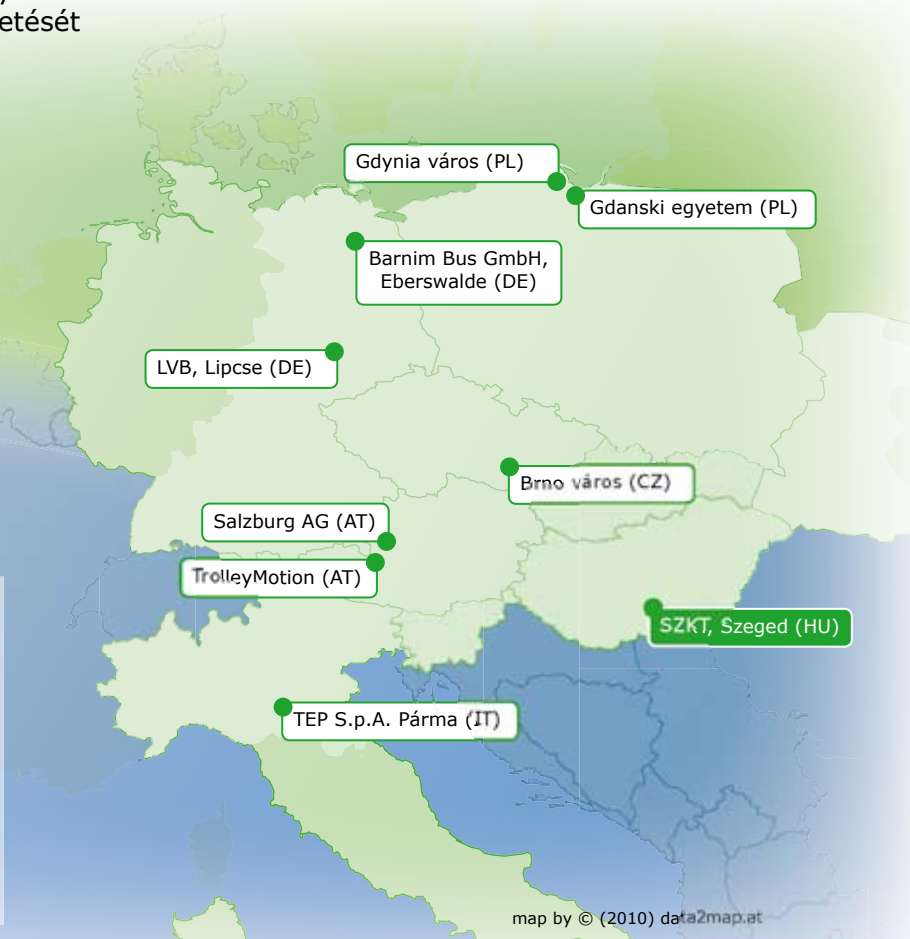 etését
Gdynia város (PL)
Gdanski egyetem (PL)
Barnim Bus GmbH,
Eberswalde (DE)
LVB, Lipcse (DE)
Brno város (CZ)
Salzburg AG (AT)
TrolleyMotion (AT)
SZKT, Szeged (HU)
TEP S.p.A. Párma (IT)
map by © (2010) data2map.at